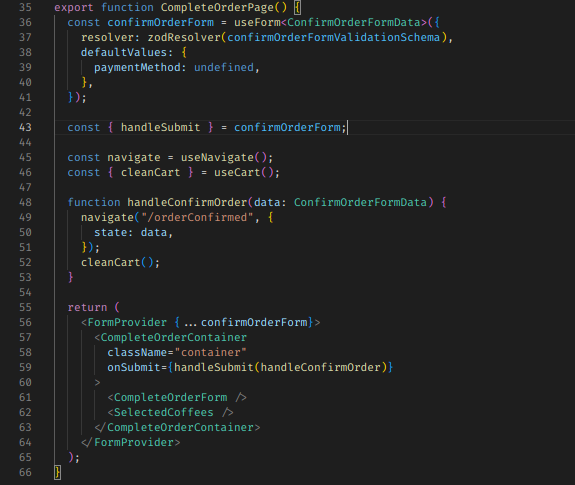 35 export function CompleteOrderPage() {
36   const confirmOrderForm = useForm<ConfirmOrderFormData>({
37     resolver: zodResolver(confirmOrderFormValidationSchema),
38     defaultValues: {
39       paymentMethod: undefined,
40     },
41   });
42
43   const { handleSubmit } = confirmOrderForm;
44
45   const navigate = useNavigate();
46   const { cleanCart } = useCart();
47
48   function handleConfirmOrder(data: ConfirmOrderFormData) {
49     navigate("/orderConfirmed", {
50       state: data,
51     });
52     cleanCart();
53   }
54
55   return (
56     <FormProvider {...confirmOrderForm}>
57       <CompleteOrderContainer
58         className="container"
59         onSubmit={handleSubmit(handleConfirmOrder)}
60       >
61         <CompleteOrderForm />
62         <SelectedCoffees />
63       </CompleteOrderContainer>
64     </FormProvider>
65   );
66 }